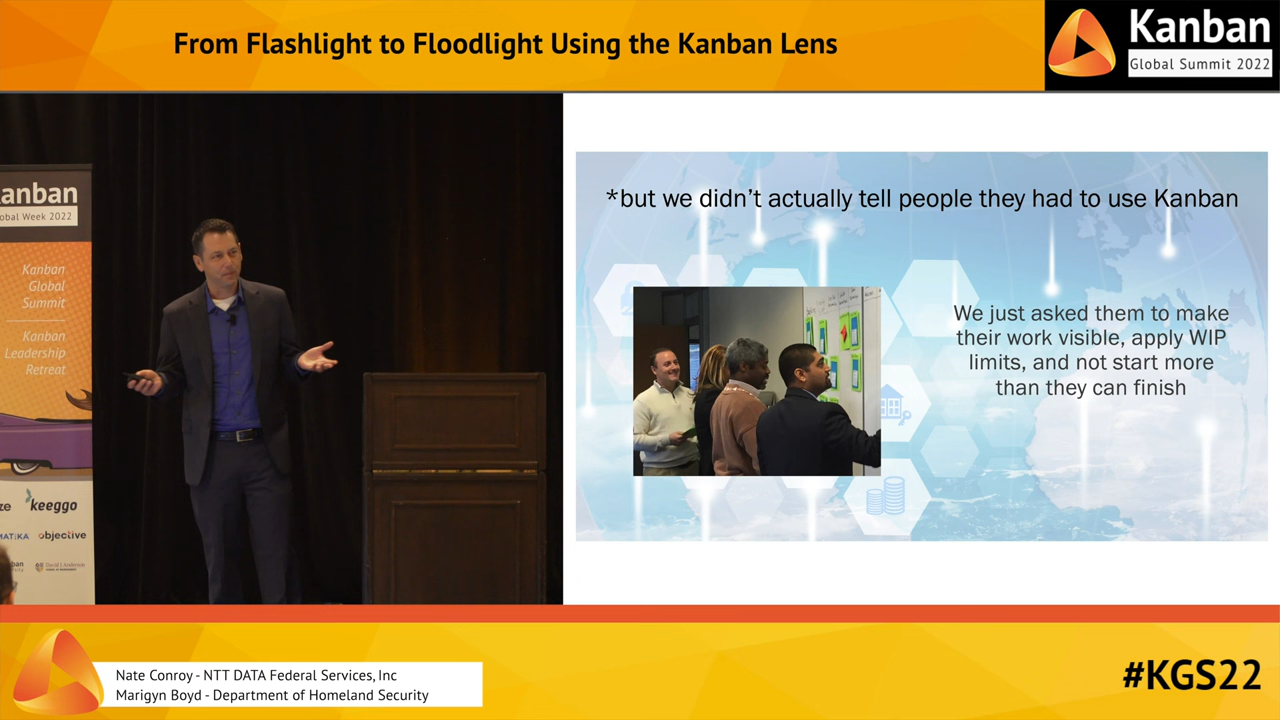 From Flashlight to Floodlight Using the Kanban Lens
Kanban
Global Summit 2022
anban
obal Week 2022
Kanban
Global
Summit
Kanban
Leadership
Retreat
ze
keeggo
MATIKA
objective
*but we didn't actually tell people they had to use Kanban
We just asked them to make
their work visible, apply WIP
limits, and not start more
than they can finish
Nate Conroy - NTT DATA Federal Services, Inc
Marigyn Boyd - Department of Homeland Security
#KGS22